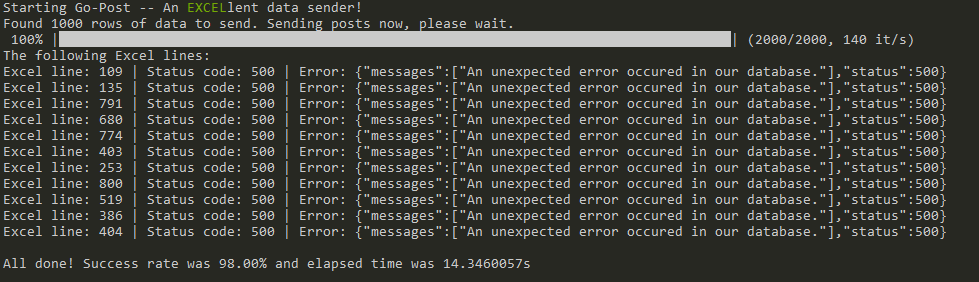 Starting Go-Post -- An EXCELlent data sender!
Found 1000 rows of data to send. Sending posts now, please wait.
100% | | (2000/2000, 140 it/s)
The following Excel lines:
Excel line: 109 | Status code: 500 | Error: {"messages":["An unexpected error occured in our database."],"status":500}
Excel line: 135 | Status code: 500 | Error: {"messages":["An unexpected error occured in our database."],"status":500}
Excel line: 791 | Status code: 500 | Error: {"messages":["An unexpected error occured in our database."],"status":500}
Excel line: 680 | Status code: 500 | Error: {"messages":["An unexpected error occured in our database."],"status":500}
Excel line: 774 | Status code: 500 | Error: {"messages":["An unexpected error occured in our database."],"status":500}
Excel line: 403 | Status code: 500 | Error: {"messages":["An unexpected error occured in our database."],"status":500}
Excel line: 253 | Status code: 500 | Error: {"messages":["An unexpected error occured in our database."],"status":500}
Excel line: 800 | Status code: 500 | Error: {"messages":["An unexpected error occured in our database."],"status":500}
Excel line: 519 | Status code: 500 | Error: {"messages":["An unexpected error occured in our database."],"status":500}
Excel line: 386 | Status code: 500 | Error: {"messages":["An unexpected error occured in our database."],"status":500}
Excel line: 404 | Status code: 500 | Error: {"messages":["An unexpected error occured in our database."],"status":500}
All done! Success rate was 98.00% and elapsed time was 14.3460057s